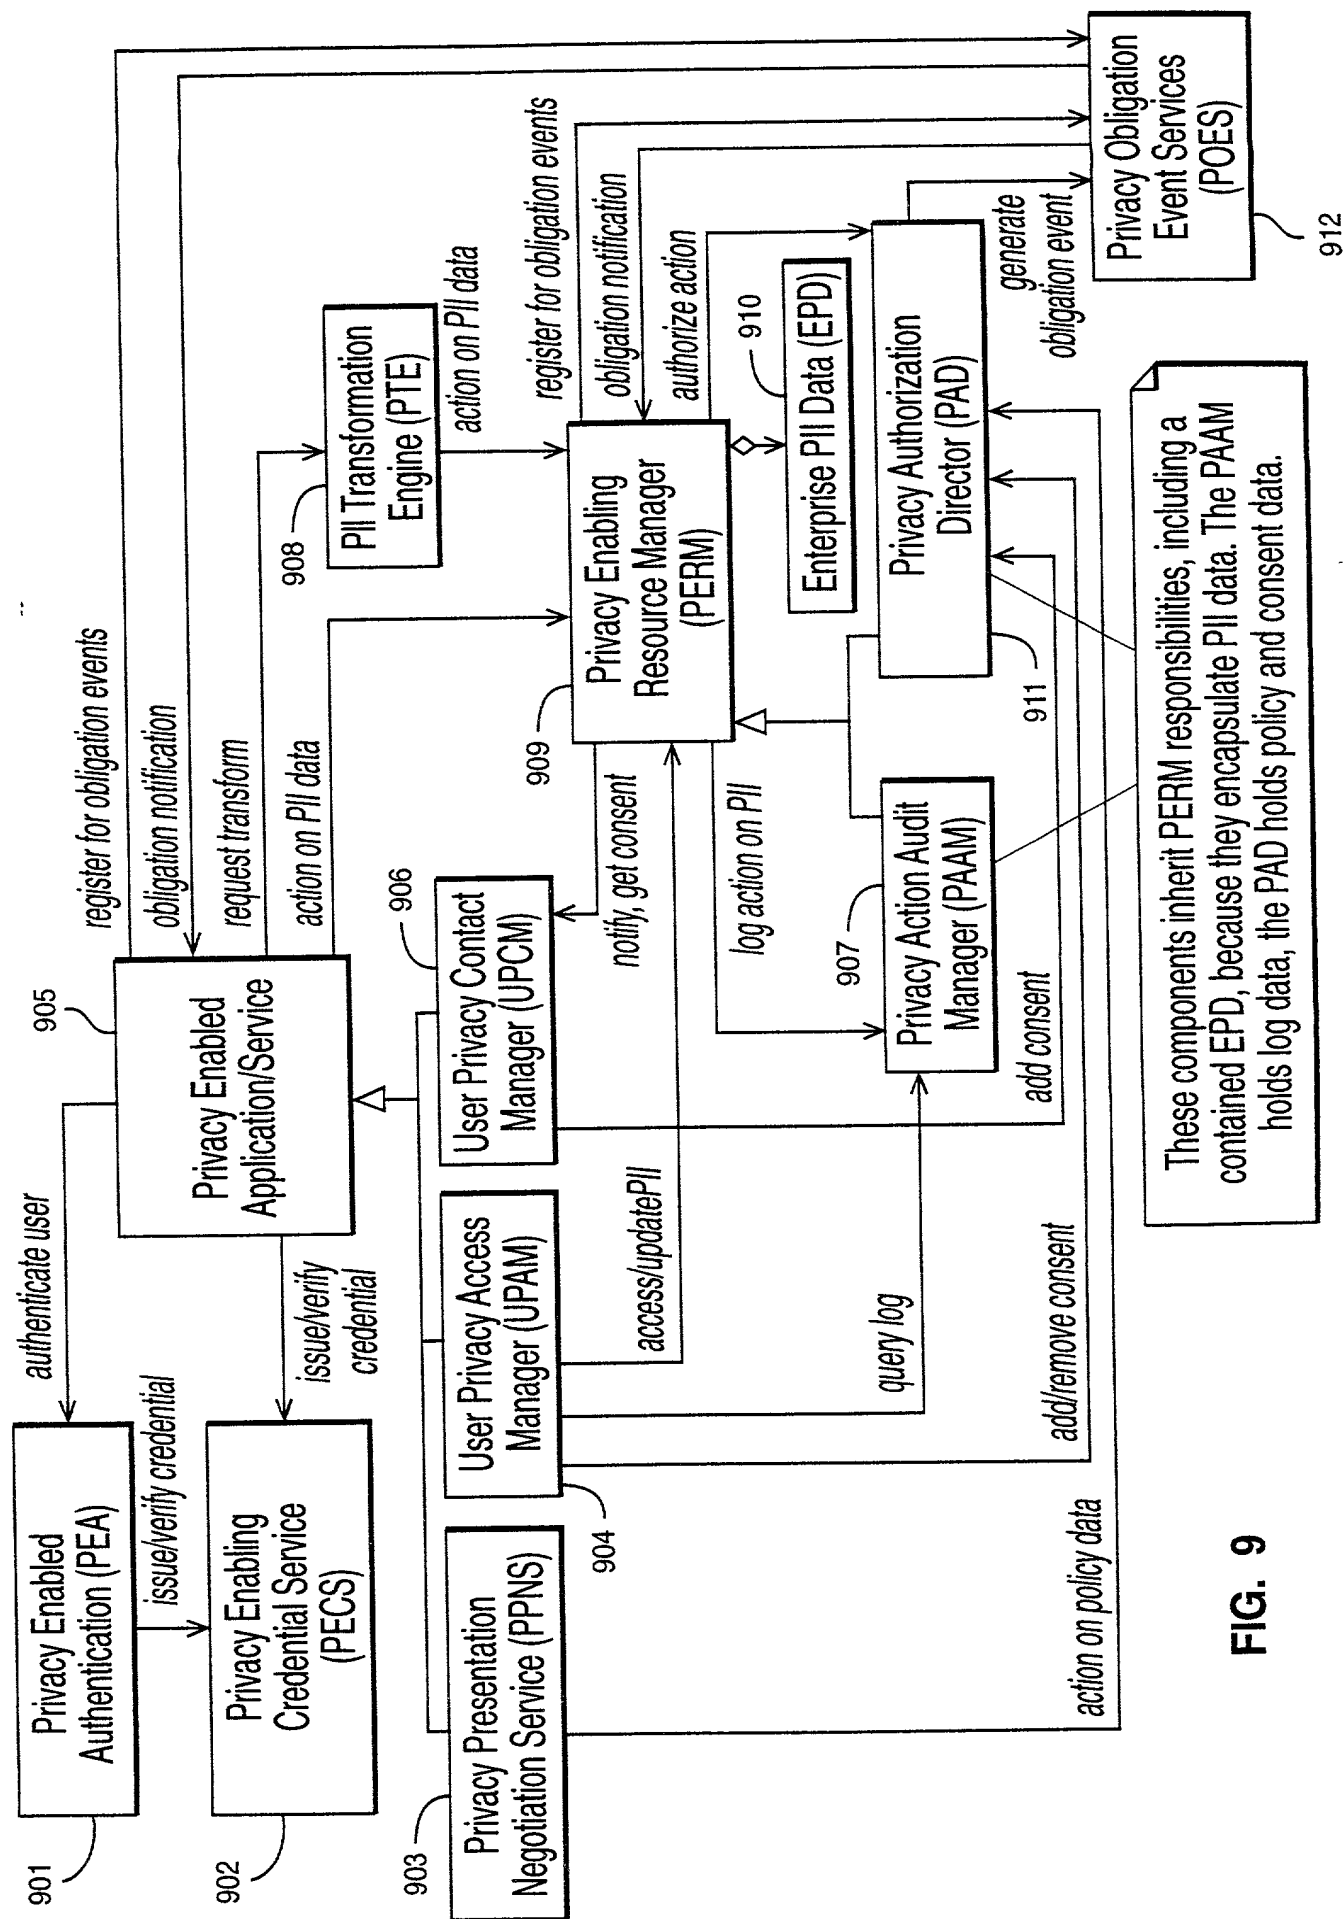 901
Privacy Enabled
Authentication (PEA)
authenticate user
905
Privacy Enabled
Application/Service
register for obligation events
obligation notification
request transform
action on PII data
issue/verify credential
issue/verify
credential
902
Privacy Enabling
Credential Service
(PECS)
903
Privacy Presentation
Negotiation Service (PPNS)
User Privacy Access
Manager (UPAM)
904
User Privacy Contact
Manager (UPCM)
906
908
PII Transformation
Engine (PTE)
action on PII data
909
Privacy Enabling
Resource Manager
(PERM)
register for obligation events
obligation notification
authorize action
notify, get consent
access/updatePII
log action on PII
Enterprise PII Data (EPD)
910
907
Privacy Action Audit
Manager (PAAM)
query log
911
Privacy Authorization
Director (PAD)
generate
obligation event
Privacy Obligation
Event Services
(POES)
912
add consent
add/remove consent
action on policy data
These components inherit PERM responsibilities, including a
contained EPD, because they encapsulate PII data. The PAAM
holds log data, the PAD holds policy and consent data.
FIG. 9